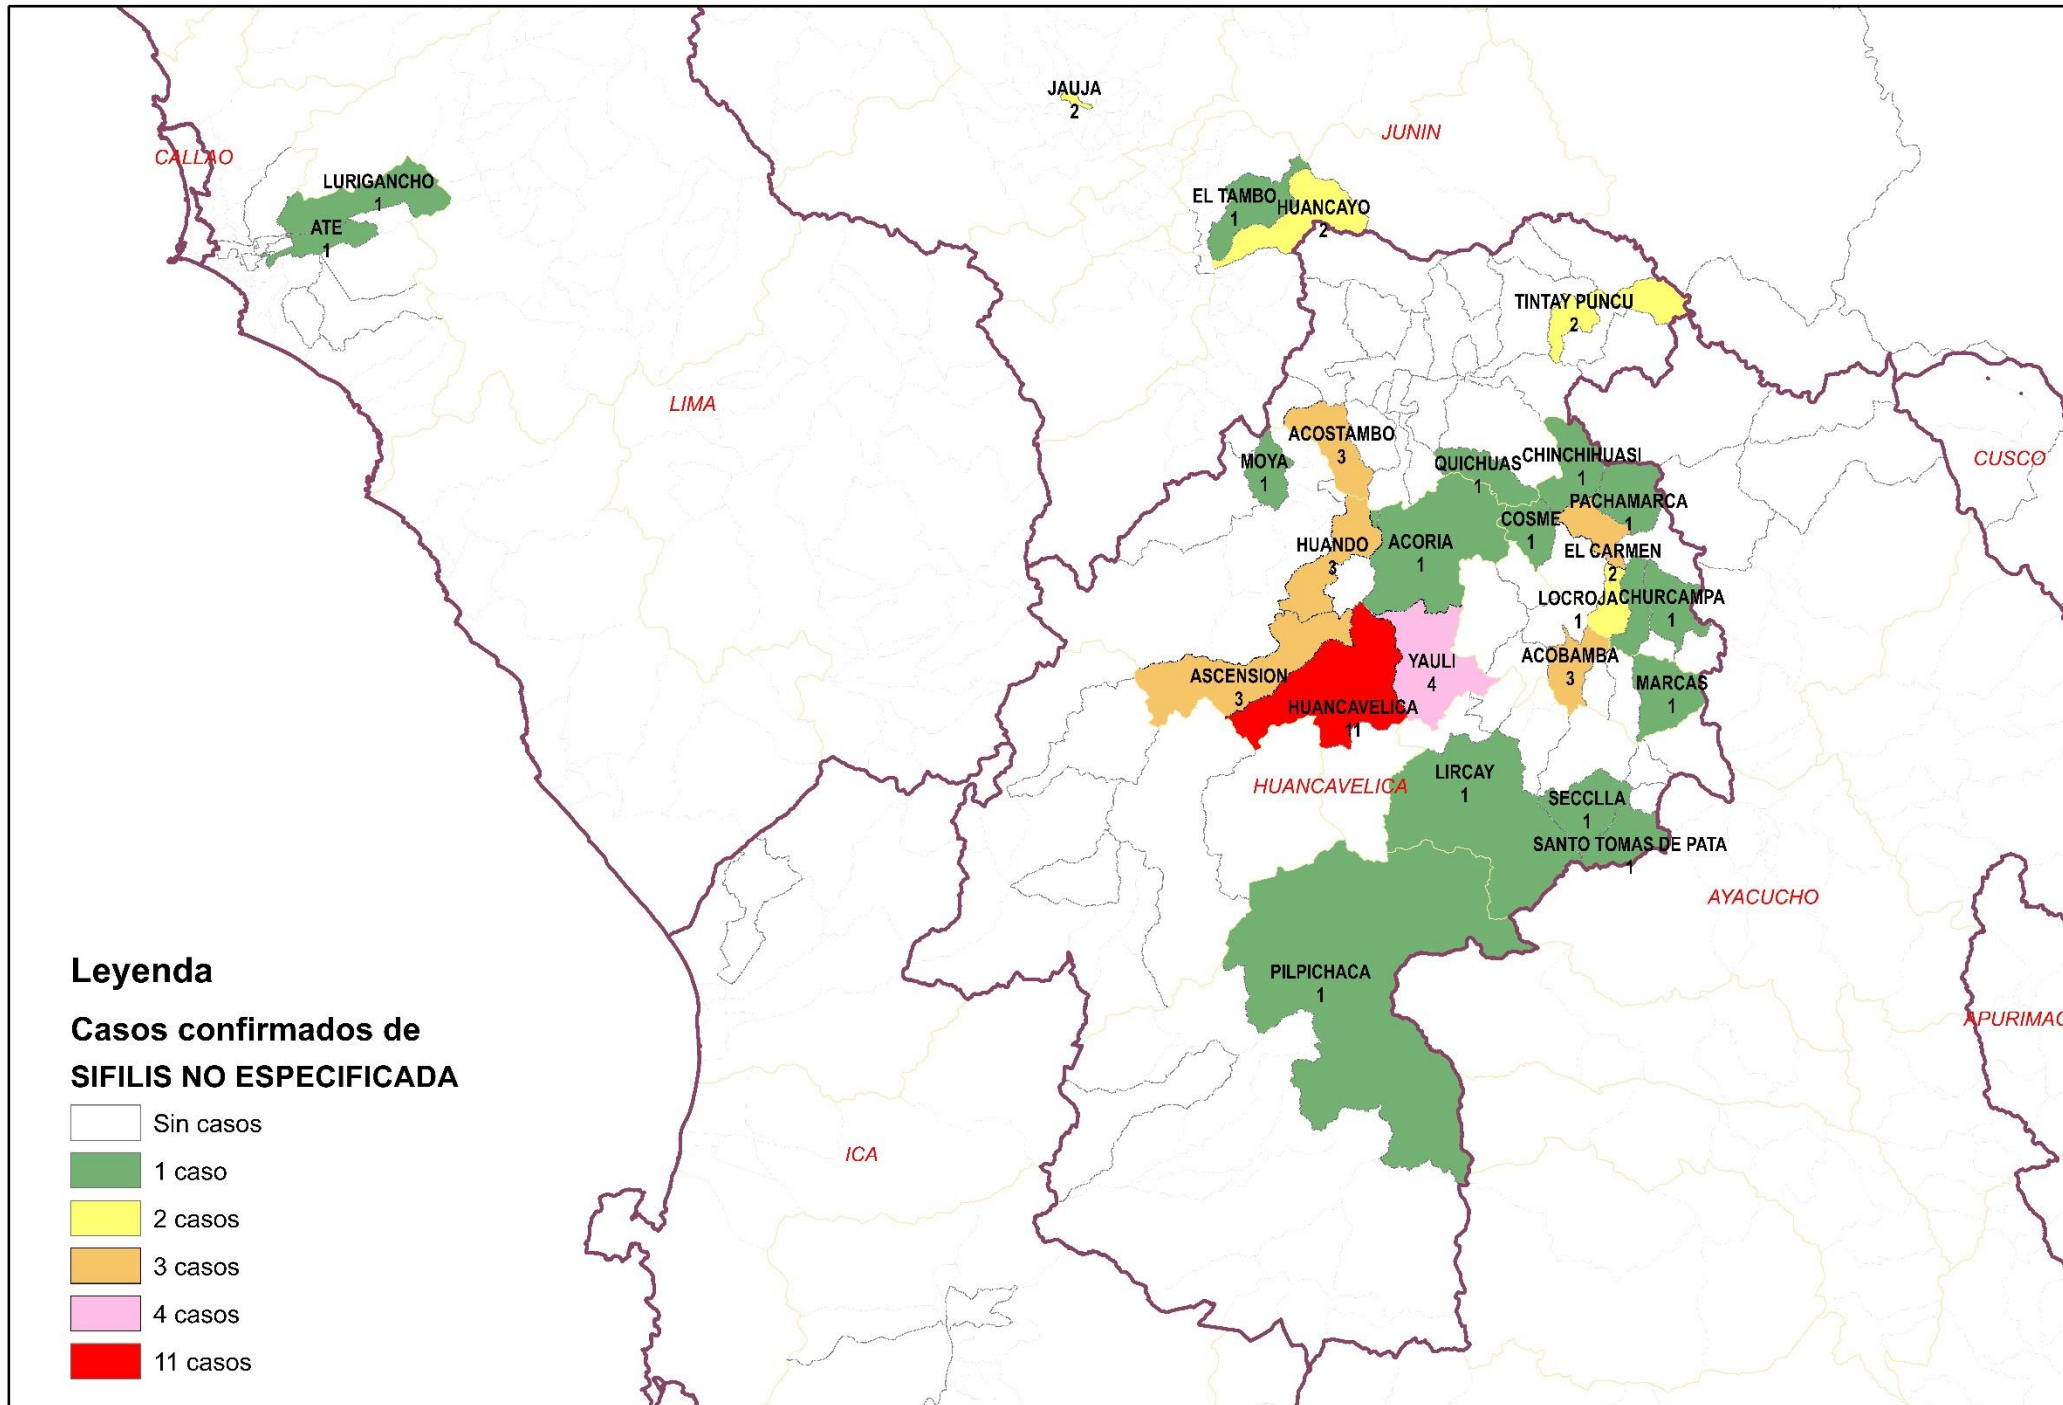 JAUJA
2
JUNIN
CALLAO
LURIGANCHO
1
ATE
1
EL TAMBO
1
HUANCAYO
2
TINTAY PUNCU
2
LIMA
ACOSTAMBO
3
MOYA
1
QUICHUAS
1
CHINCHIHUASI
1
CUSCO
PACHAMARCA
1
COSME
1
HUANDO
3
ACORIA
1
EL CARMEN
2
LOCROJA
1
CHURCAMPA
1
ASCENSION
3
YAULI
4
ACOBAMBA
3
MARCAS
1
HUANCAVELICA
11
HUANCAVELICA
LIRCAY
1
SECCLLA
1
SANTO TOMAS DE PATA
1
AYACUCHO
PILPICHACA
1
APURIMAC
ICA
Leyenda
Casos confirmados de
SIFILIS NO ESPECIFICADA
Sin casos
1 caso
2 casos
3 casos
4 casos
11 casos